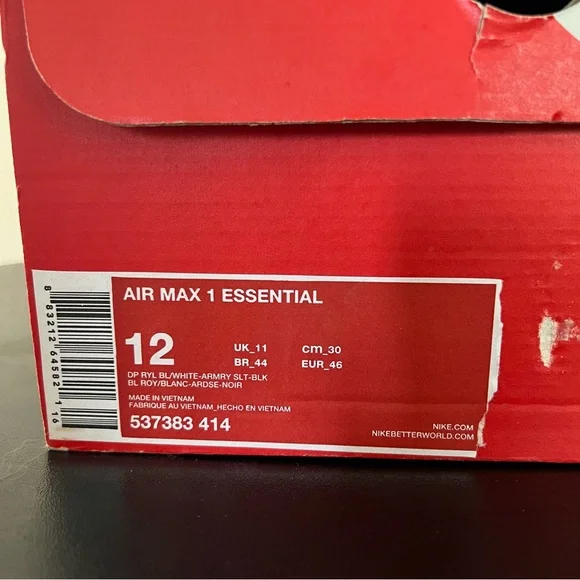 8 83212 64582 1 16
AIR MAX 1 ESSENTIAL
12
UK_11 cm_30
BR_44 EUR_46
DP RYL BL/WHITE-ARMRY SLT-BLK
BL ROY/BLANC-ARDSE-NOIR
MADE IN VIETNAM
FABRIQUE AU VIETNAM_HECHO EN VIETNAM
537383 414
NIKE.COM
NIKEBETTERWORLD.COM